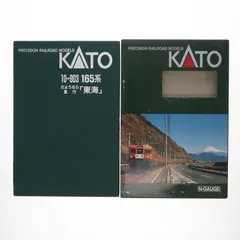 PRECISION RAILROAD MODELS
KATO
10-903 165系
さようなら
急行「東海」
PRECISION RAILROAD MODELS
KATO
N-GAUGE